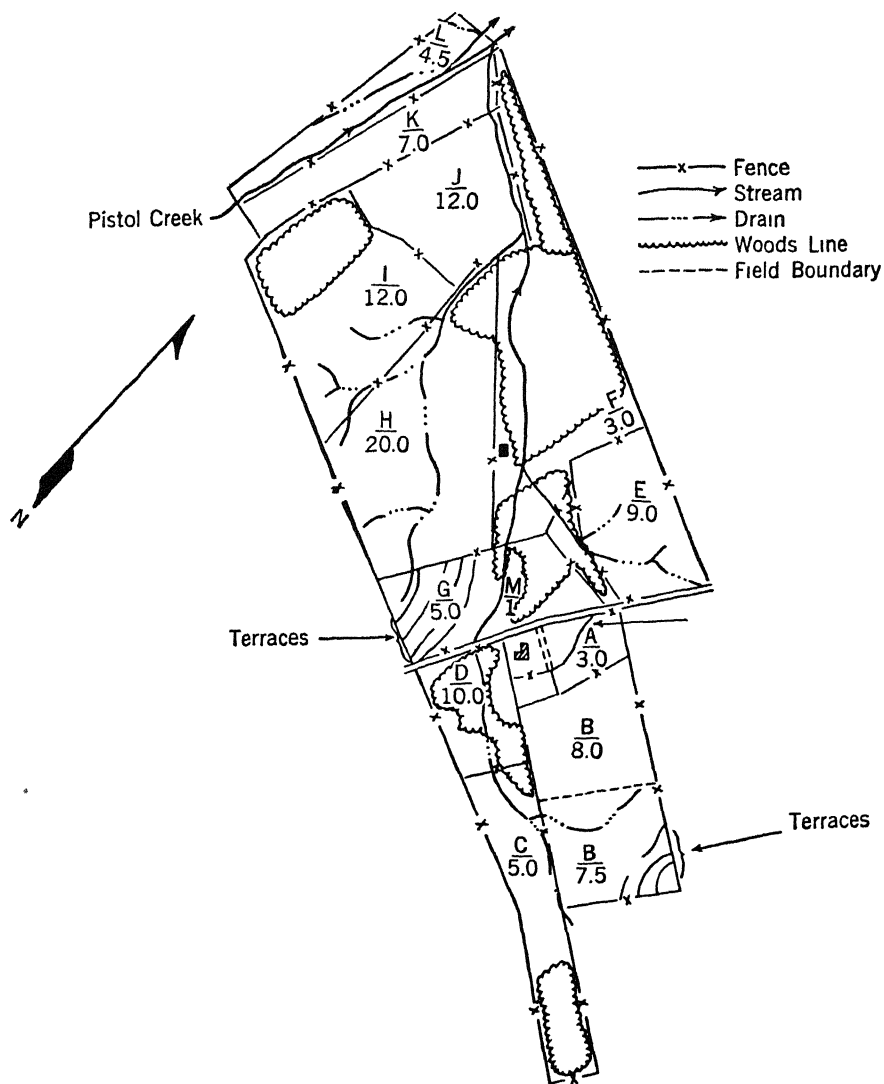 L
4.5
K
7.0
J
12.0
Pistol Creek
Fence
Stream
Drain
Woods Line
Field Boundary
I
12.0
H
20.0
F
3.0
N
E
9.0
G
5.0
M
1
Terraces
A
3.0
D
10.0
B
8.0
Terraces
C
5.0
B
7.5